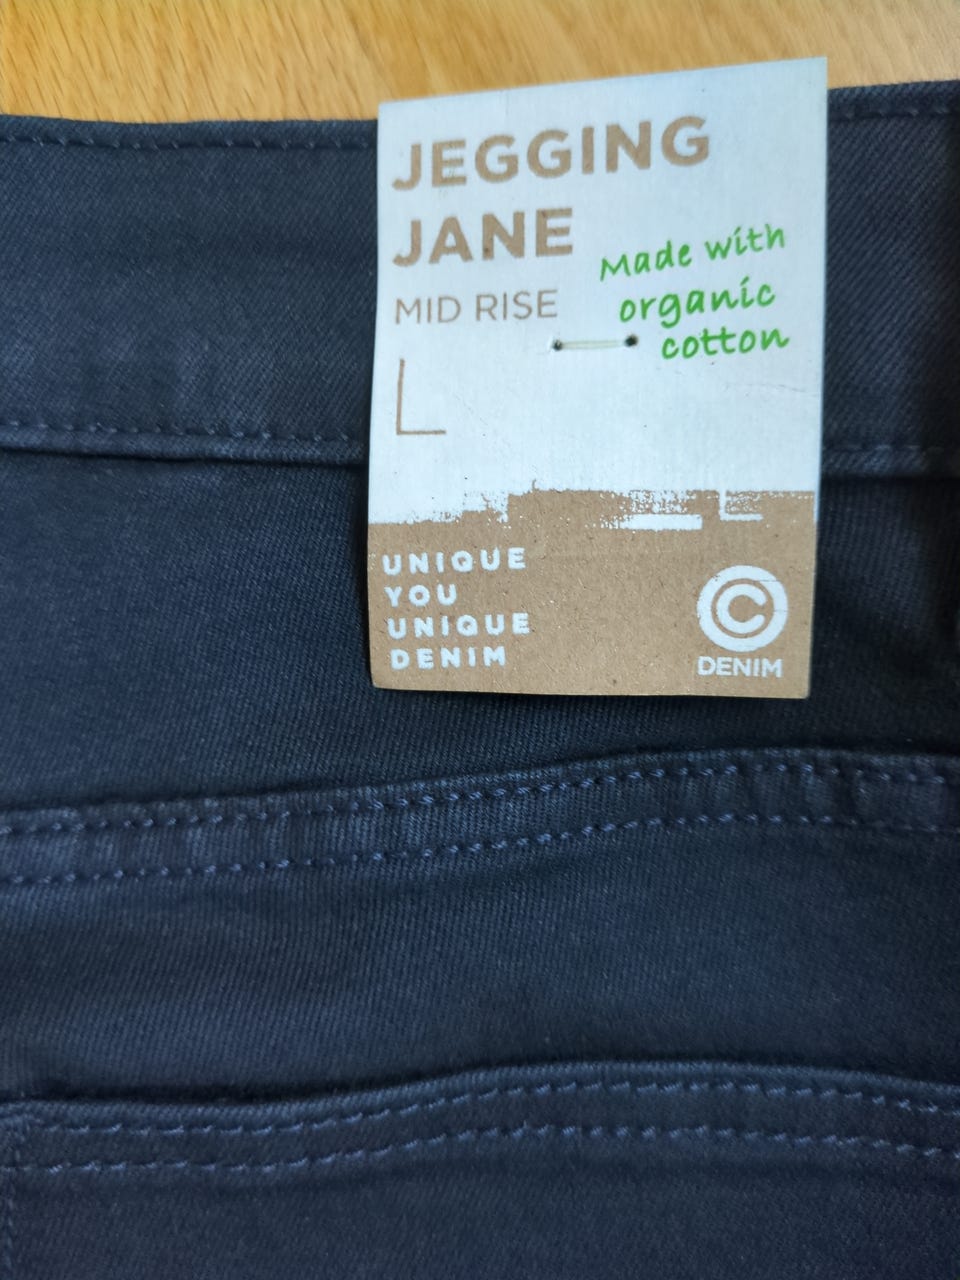 JEGGING
JANE
MID RISE
Made with
organic
cotton
L
UNIQUE
YOU
UNIQUE
DENIM
C
DENIM